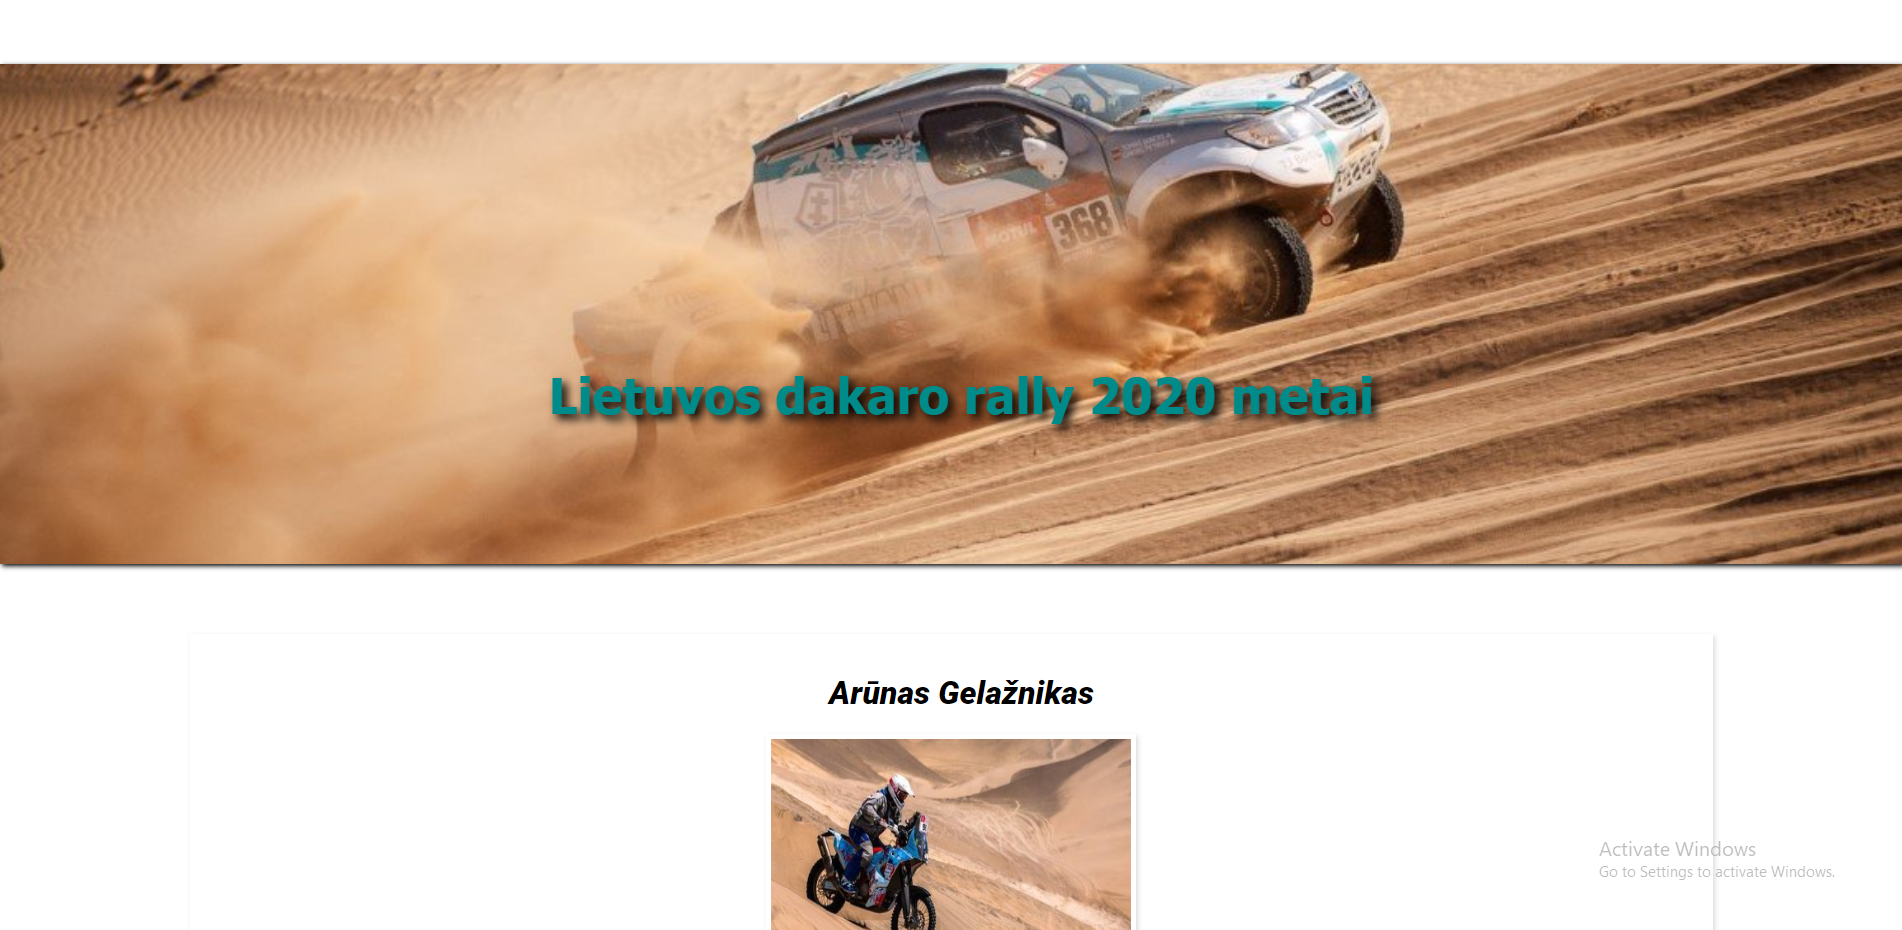 MOTUL
368
Lietuvos dakaro rally 2020 metai
Arūnas Gelažnikas
Activate Windows
Go to Settings to activate Windows.